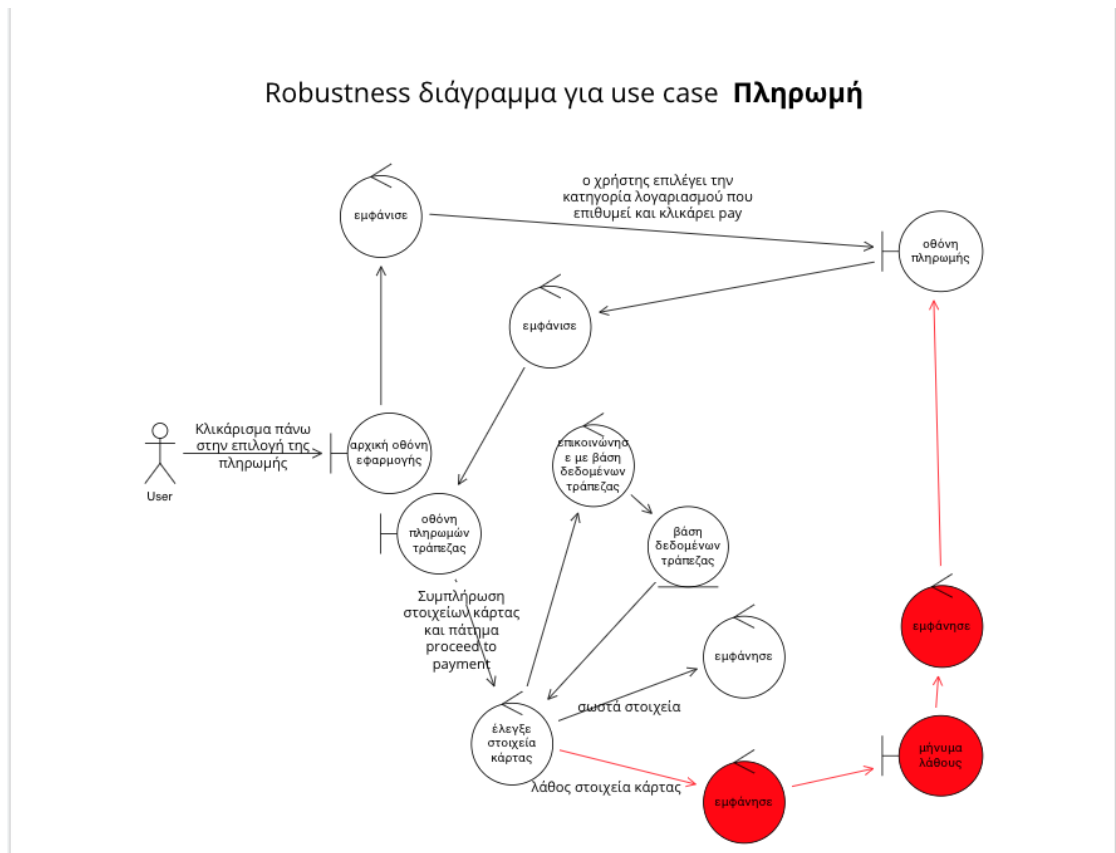 Robustness διάγραμμα για use case Πληρωμή
εμφάνισε
ο χρήστης επιλέγει την
κατηγορία λογαριασμού που
επιθυμεί και κλικάρει pay
οθόνη
πληρωμής
εμφάνισε
Κλικάρισμα πάνω
στην επιλογή της
πληρωμής
User
αρχική οθόνη
εφαρμογής
επικοινώνησ
ε με βάση
δεδομένων
τράπεζας
οθόνη
πληρωμών
τράπεζας
βάση
δεδομένων
τράπεζας
Συμπλήρωση
στοιχείων κάρτας
και πάτημα
proceed to
payment
εμφάνησε
εμφάνησε
σωστά στοιχεία
έλεγξε
στοιχεία
κάρτας
μήνυμα
λάθους
λάθος στοιχεία κάρτας
εμφάνησε